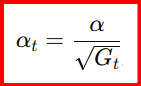 α_t = α / √G_t